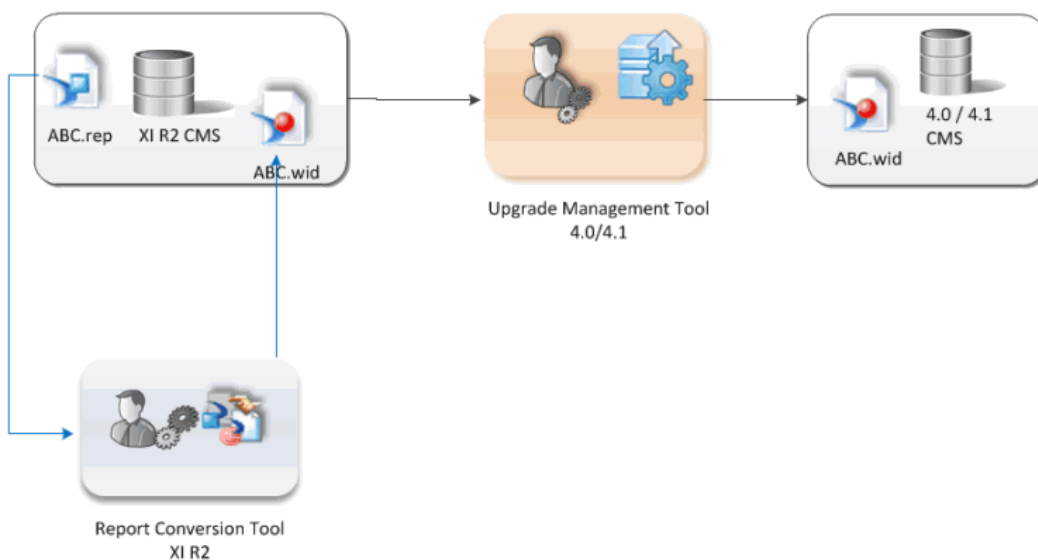 ABC.rep
XI R2 CMS
ABC.wid
Upgrade Management Tool
4.0/4.1
ABC.wid
4.0 / 4.1
CMS
Report Conversion Tool
XI R2